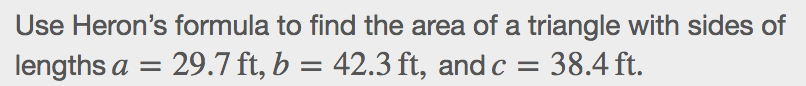 Use Heron’s formula to find the area of a triangle with sides of
lengths a = 29.7 ft, b = 42.3 ft, and c = 38.4 ft.